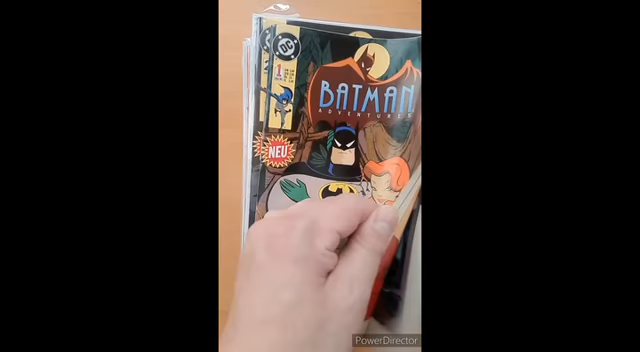 DC
1
BATMAN
ADVENTURES
NEU
PowerDirector